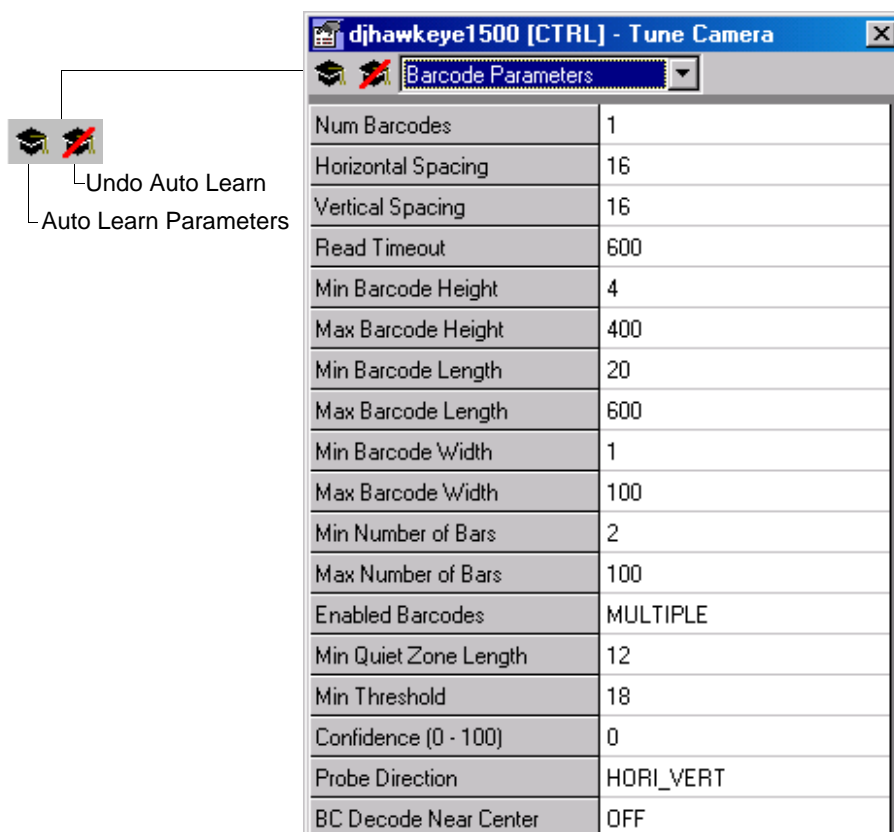 djhawkeye1500 [CTRL] - Tune Camera
Barcode Parameters
Undo Auto Learn
Auto Learn Parameters
Num Barcodes 1
Horizontal Spacing 16
Vertical Spacing 16
Read Timeout 600
Min Barcode Height 4
Max Barcode Height 400
Min Barcode Length 20
Max Barcode Length 600
Min Barcode Width 1
Max Barcode Width 100
Min Number of Bars 2
Max Number of Bars 100
Enabled Barcodes MULTIPLE
Min Quiet Zone Length 12
Min Threshold 18
Confidence (0 - 100) 0
Probe Direction HORI_VERT
BC Decode Near Center OFF